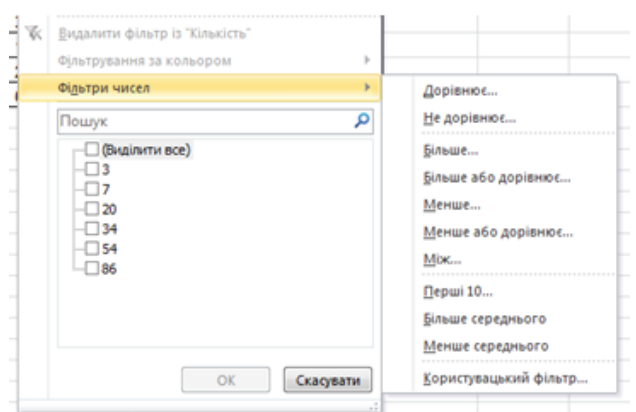 Видалити фільтр із "Кількість"
Фільтрування за кольором
Фільтри чисел
Пошук
(Виділити все)
3
7
20
34
54
86
ОК
Скасувати
Дорівнює...
Не дорівнює...
Більше...
Більше або дорівнює...
Менше...
Менше або дорівнює...
Між...
Перші 10...
Більше середнього
Менше середнього
Користувацький фільтр...